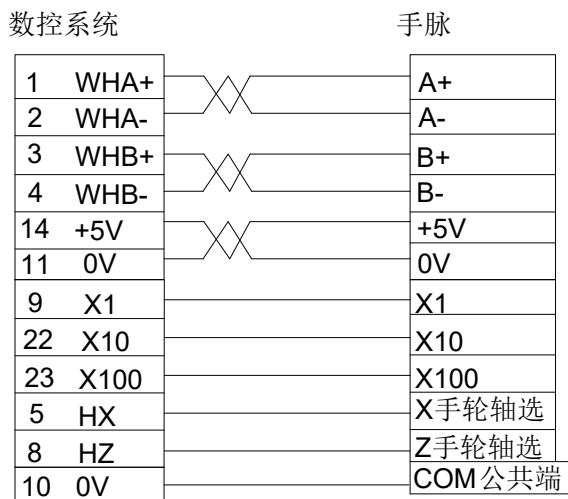 数控系统 手脉
1 WHA+ A+
2 WHA- A-
3 WHB+ B+
4 WHB- B-
14 +5V +5V
11 0V 0V
9 X1 X1
22 X10 X10
23 X100 X100
5 HX X手轮轴选
8 HZ Z手轮轴选
10 0V COM公共端